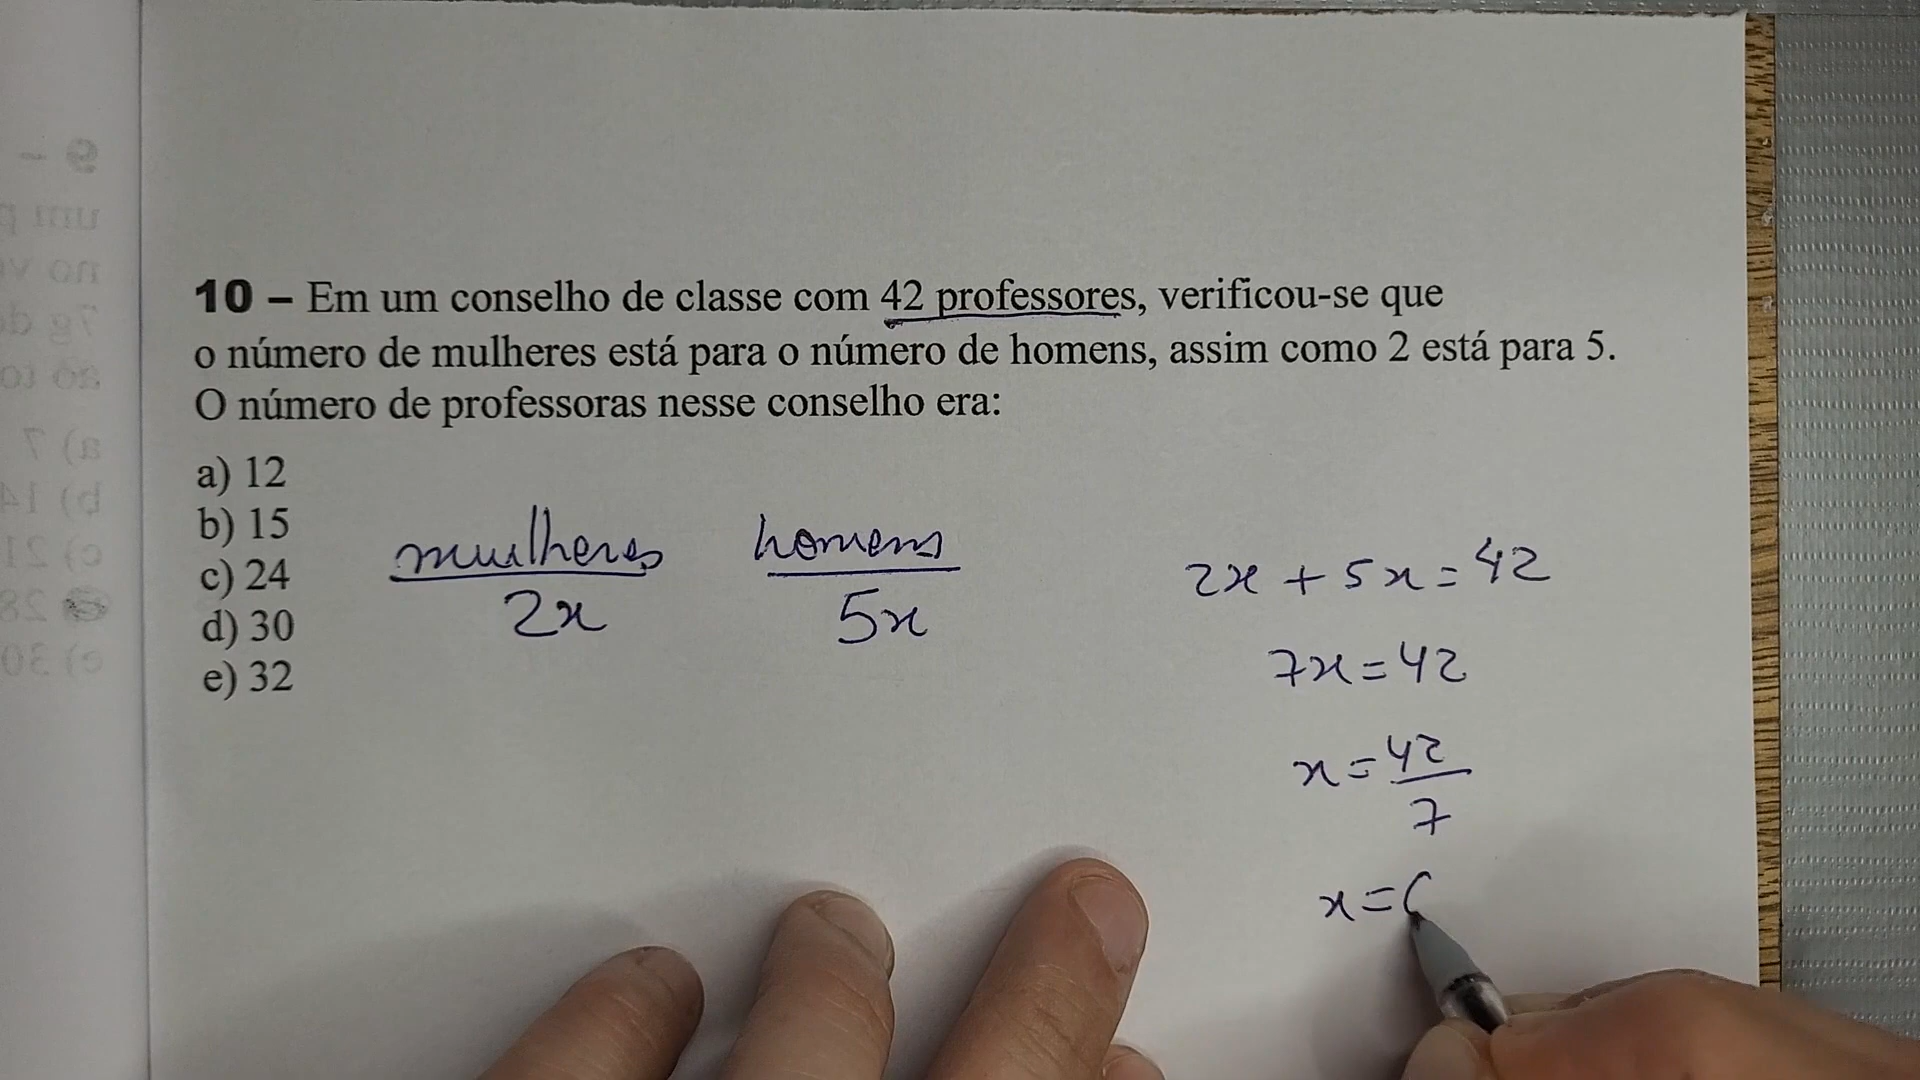 10 – Em um conselho de classe com 42 professores, verificou-se que
o número de mulheres está para o número de homens, assim como 2 está para 5.
O número de professoras nesse conselho era:
a) 12
b) 15
c) 24
d) 30
e) 32
mulheres
2x
homens
5x
2x + 5x = 42
7x = 42
x = 42
7
x =